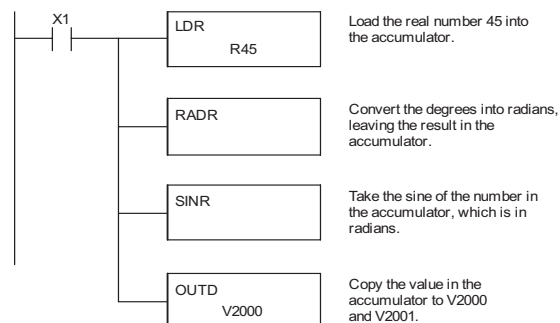 X1
LDR
R45
Load the real number 45 into
the accumulator.
RADR
Convert the degrees into radians,
leaving the result in the
accumulator.
SINR
Take the sine of the number in
the accumulator, which is in
radians.
OUTD
V2000
Copy the value in the
accumulator to V2000
and V2001.